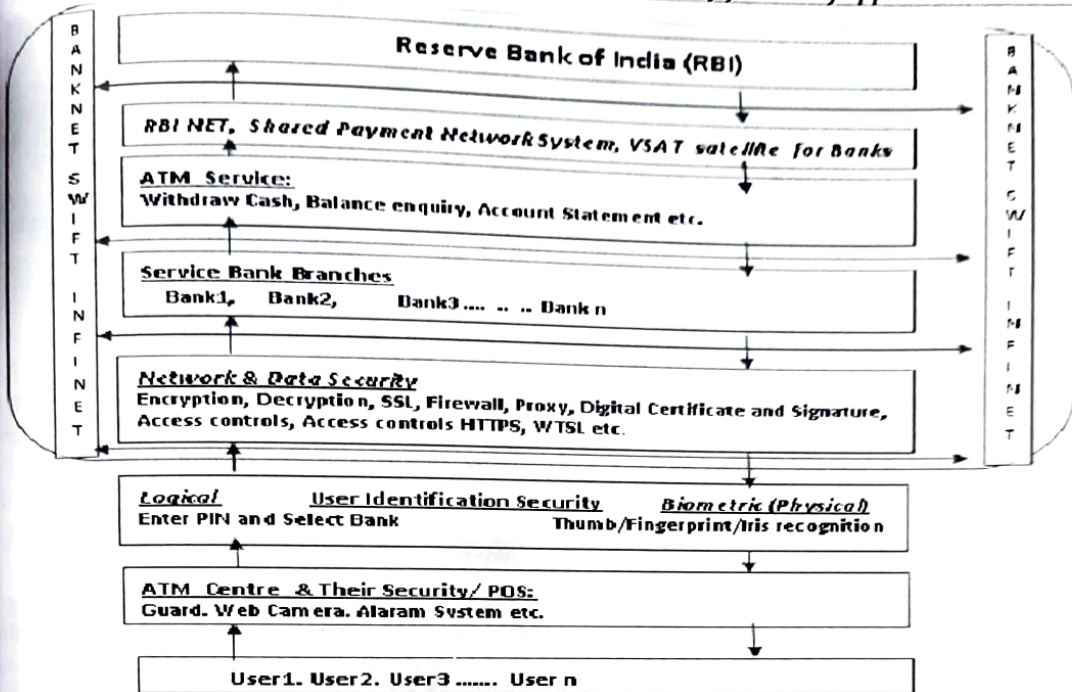 Reserve Bank of India (RBI)
RBI NET, Shared Payment Network System, VSAT satellite for Banks
ATM Service:
Withdraw Cash, Balance enquiry, Account Statement etc.
Service Bank Branches
Bank1, Bank2, Bank3 .... .. .. Bank n
Network & Data Security
Encryption, Decryption, SSL, Firewall, Proxy, Digital Certificate and Signature,
Access controls, Access controls HTTPS, WTSL etc.
Logical User Identification Security Biometric (Physical)
Enter PIN and Select Bank Thumb/Fingerprint/Iris recognition
ATM Centre & Their Security/ POS:
Guard. Web Camera. Alaram System etc.
User1. User2. User3 ....... User n
BANKNET SWIFT INFINET
BANKNET SWIFT INFINET